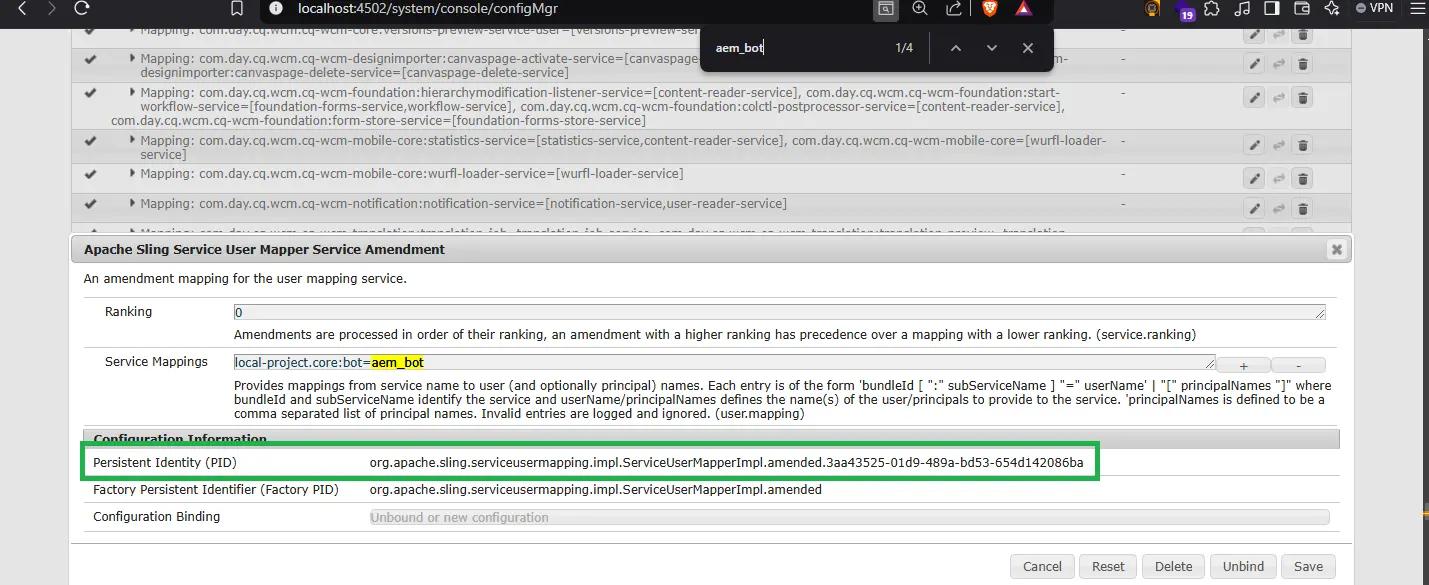 localhost:4502/system/console/configMgr
19
VPN
aem_bot
1/4
Mapping: com.day.cq.wcm.cq-wcm-core:versions-preview-service-user=[versions-preview-ser
-
Mapping: com.day.cq.wcm.cq-wcm-designimporter:canvaspage-activate-service=[canvaspage- m-
designimporter:canvaspage-delete-service=[canvaspage-delete-service]
-
Mapping: com.day.cq.wcm.cq-wcm-foundation:hierarchymodification-listener-service=[content-reader-service], com.day.cq.wcm.cq-wcm-foundation:start-
workflow-service=[foundation-forms-service,workflow-service], com.day.cq.wcm.cq-wcm-foundation:colctl-postprocessor-service=[content-reader-service],
com.day.cq.wcm.cq-wcm-foundation:form-store-service=[foundation-forms-store-service]
-
Mapping: com.day.cq.wcm.cq-wcm-mobile-core:statistics-service=[statistics-service,content-reader-service], com.day.cq.wcm.cq-wcm-mobile-core=[wurfl-loader-
service]
-
Mapping: com.day.cq.wcm.cq-wcm-mobile-core:wurfl-loader-service=[wurfl-loader-service]
-
Mapping: com.day.cq.wcm.cq-wcm-notification:notification-service=[notification-service,user-reader-service]
-
Apache Sling Service User Mapper Service Amendment
An amendment mapping for the user mapping service.
Ranking
0
Amendments are processed in order of their ranking, an amendment with a higher ranking has precedence over a mapping with a lower ranking. (service.ranking)
Service Mappings
local-project.core:bot=aem_bot
+
-
Provides mappings from service name to user (and optionally principal) names. Each entry is of the form 'bundleId [ ":" subServiceName ] "=" userName' | "[" principalNames "]" where
bundleId and subServiceName identify the service and userName/principalNames defines the name(s) of the user/principals to provide to the service. 'principalNames is defined to be a
comma separated list of principal names. Invalid entries are logged and ignored. (user.mapping)
Configuration Information
Persistent Identity (PID)
org.apache.sling.serviceusermapping.impl.ServiceUserMapperImpl.amended.3aa43525-01d9-489a-bd53-654d142086ba
Factory Persistent Identifier (Factory PID)
org.apache.sling.serviceusermapping.impl.ServiceUserMapperImpl.amended
Configuration Binding
Unbound or new configuration
Cancel
Reset
Delete
Unbind
Save